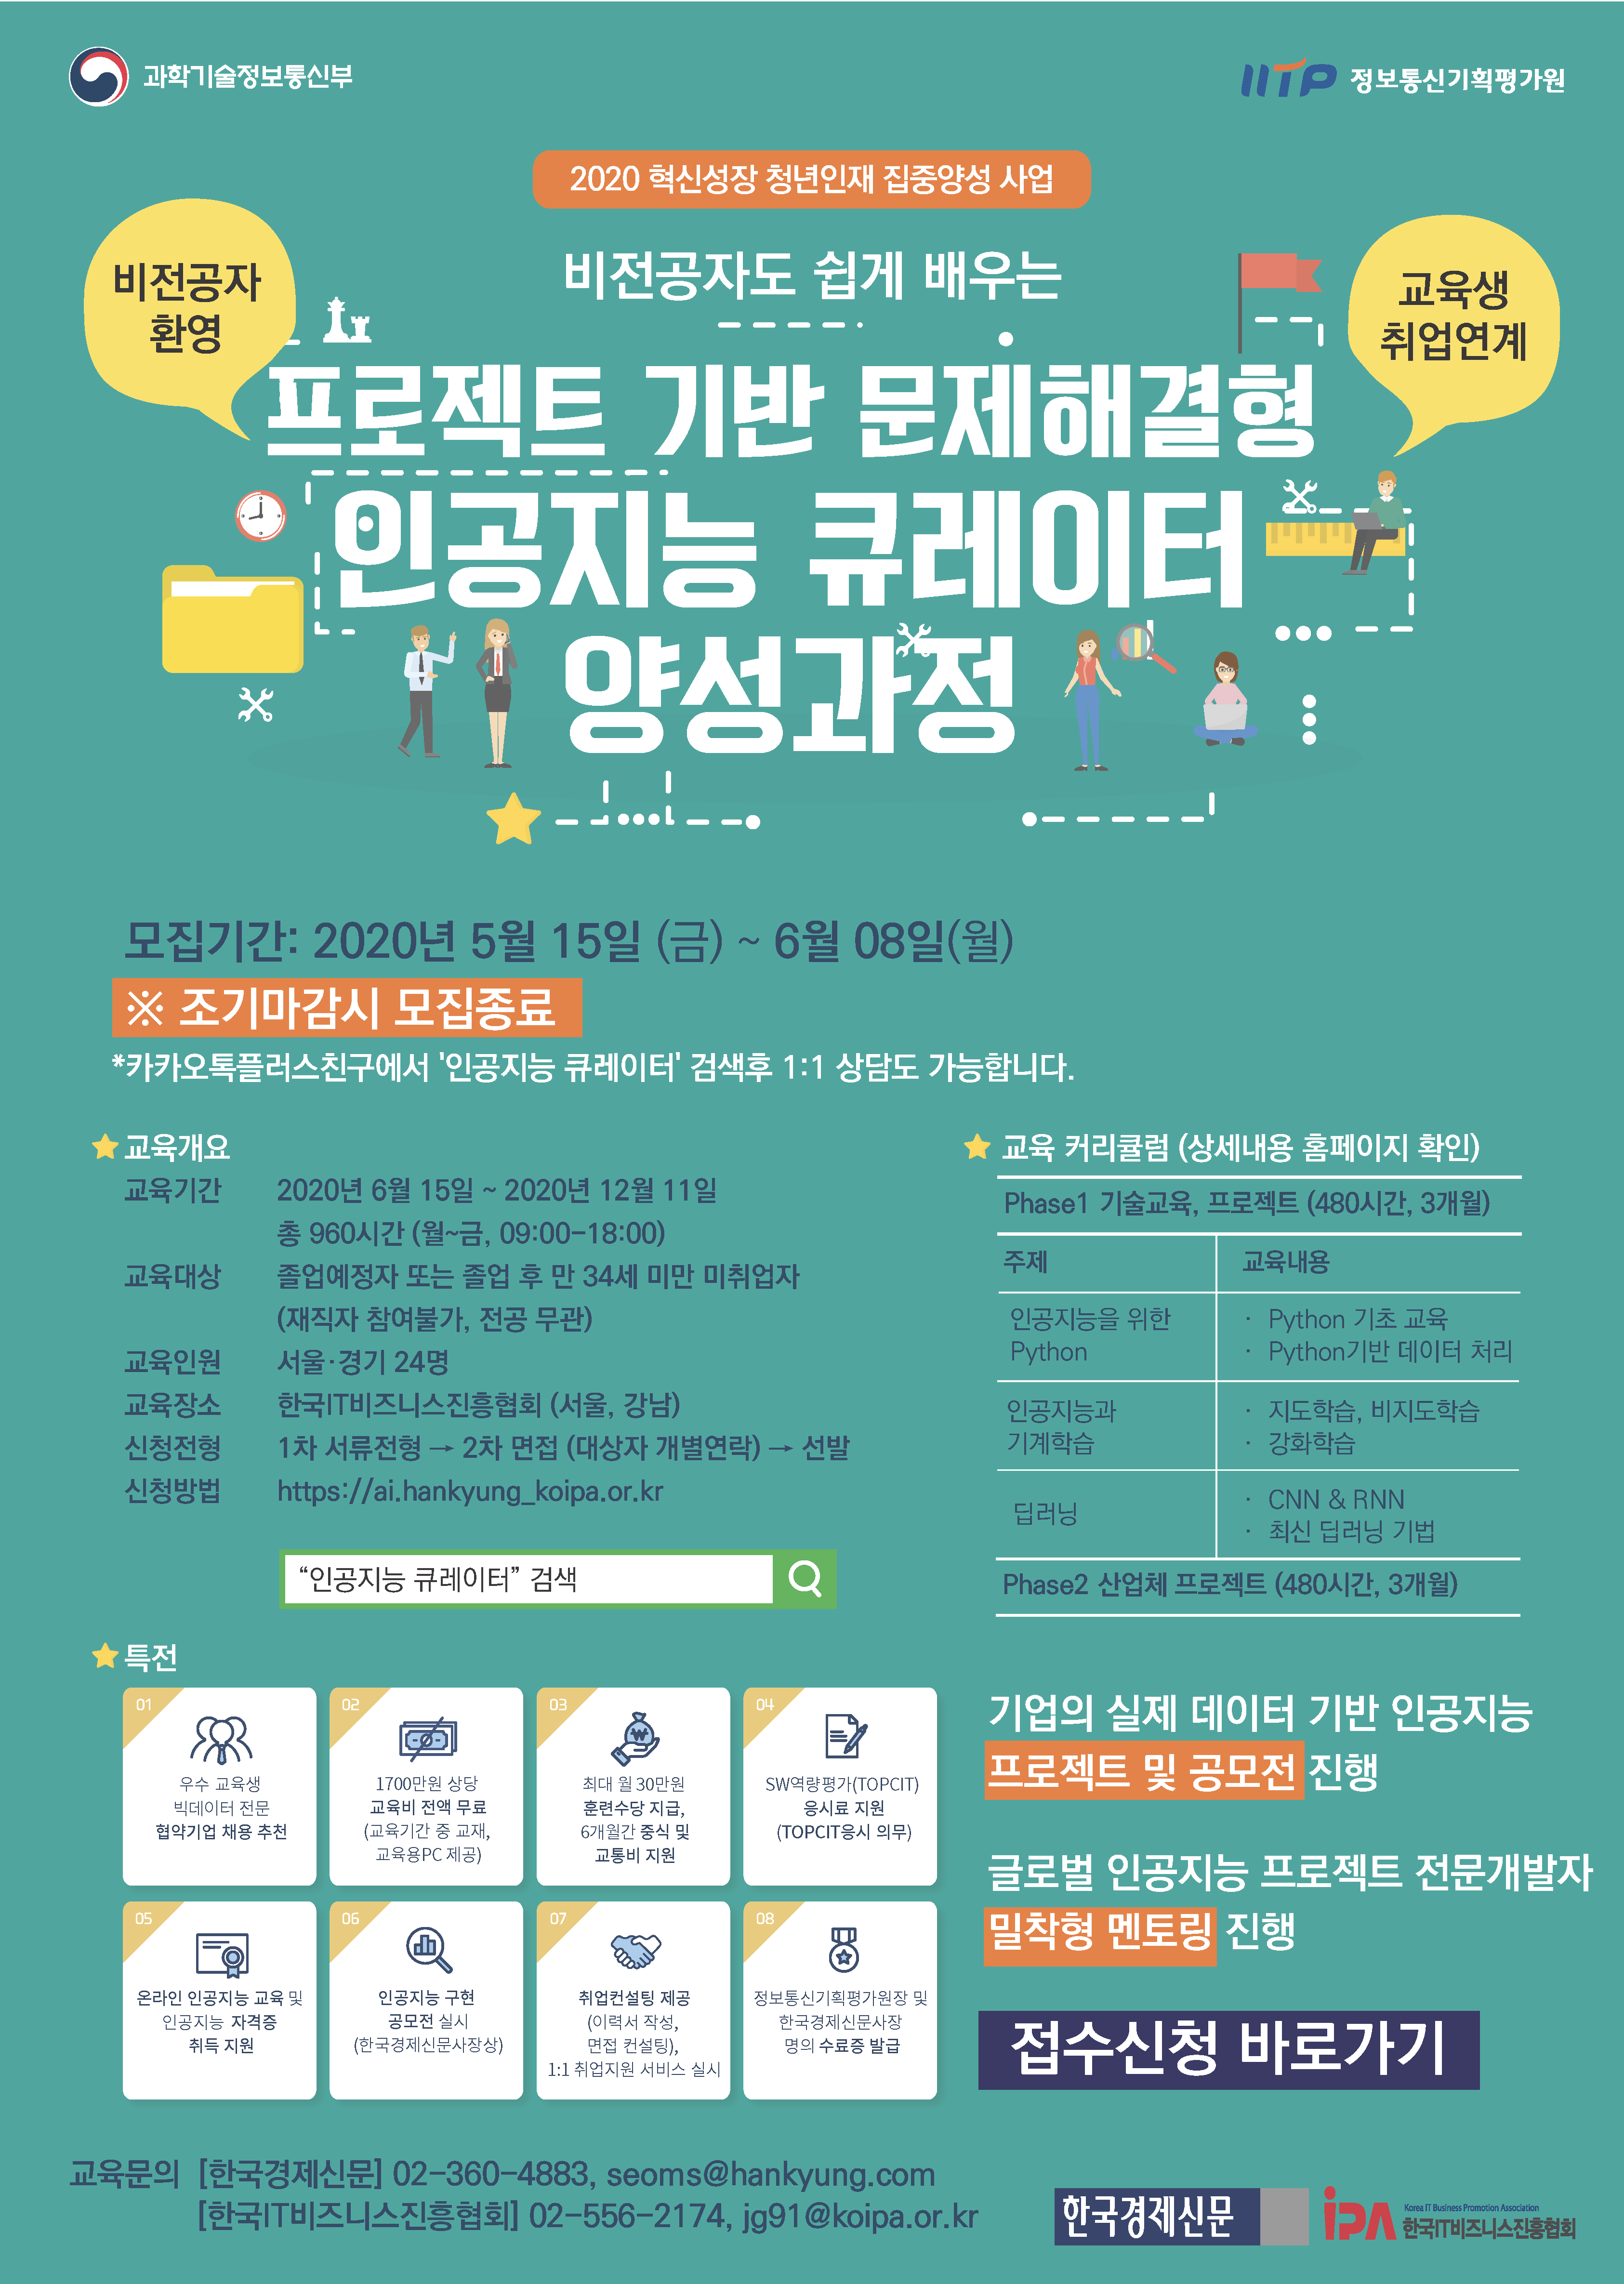 과학기술정보통신부
IITP 정보통신기획평가원
2020 혁신성장 청년인재 집중양성 사업
비전공자
환영
비전공자도 쉽게 배우는
교육생
취업연계
프로젝트 기반 문제해결형
인공지능 큐레이터
양성과정
모집기간: 2020년 5월 15일 (금) ~ 6월 08일(월)
※ 조기마감시 모집종료
*카카오톡플러스친구에서 '인공지능 큐레이터' 검색후 1:1 상담도 가능합니다.
교육개요
교육기간 2020년 6월 15일 ~ 2020년 12월 11일
총 960시간 (월~금, 09:00-18:00)
교육대상 졸업예정자 또는 졸업 후 만 34세 미만 미취업자
(재직자 참여불가, 전공 무관)
교육인원 서울·경기 24명
교육장소 한국IT비즈니스진흥협회 (서울, 강남)
신청전형 1차 서류전형 → 2차 면접 (대상자 개별연락) → 선발
신청방법 https://ai.hankyung_koipa.or.kr
“인공지능 큐레이터” 검색
교육 커리큘럼 (상세내용 홈페이지 확인)
Phase1 기술교육, 프로젝트 (480시간, 3개월)
주제 교육내용
인공지능을 위한
Python
· Python 기초 교육
· Python기반 데이터 처리
인공지능과
기계학습
· 지도학습, 비지도학습
· 강화학습
딥러닝
· CNN & RNN
· 최신 딥러닝 기법
Phase2 산업체 프로젝트 (480시간, 3개월)
특전
01
우수 교육생
빅데이터 전문
협약기업 채용 추천
02
1700만원 상당
교육비 전액 무료
(교육기간 중 교재,
교육용PC 제공)
03
최대 월 30만원
훈련수당 지급,
6개월간 중식 및
교통비 지원
04
SW역량평가(TOPCIT)
응시료 지원
(TOPCIT응시 의무)
05
온라인 인공지능 교육 및
인공지능 자격증
취득 지원
06
인공지능 구현
공모전 실시
(한국경제신문사장상)
07
취업컨설팅 제공
(이력서 작성,
면접 컨설팅),
1:1 취업지원 서비스 실시
08
정보통신기획평가원장 및
한국경제신문사장
명의 수료증 발급
기업의 실제 데이터 기반 인공지능
프로젝트 및 공모전 진행
글로벌 인공지능 프로젝트 전문개발자
밀착형 멘토링 진행
접수신청 바로가기
교육문의 [한국경제신문] 02-360-4883, seoms@hankyung.com
[한국IT비즈니스진흥협회] 02-556-2174, jg91@koipa.or.kr
한국경제신문
iPA Korea IT Business Promotion Association
한국IT비즈니스진흥협회